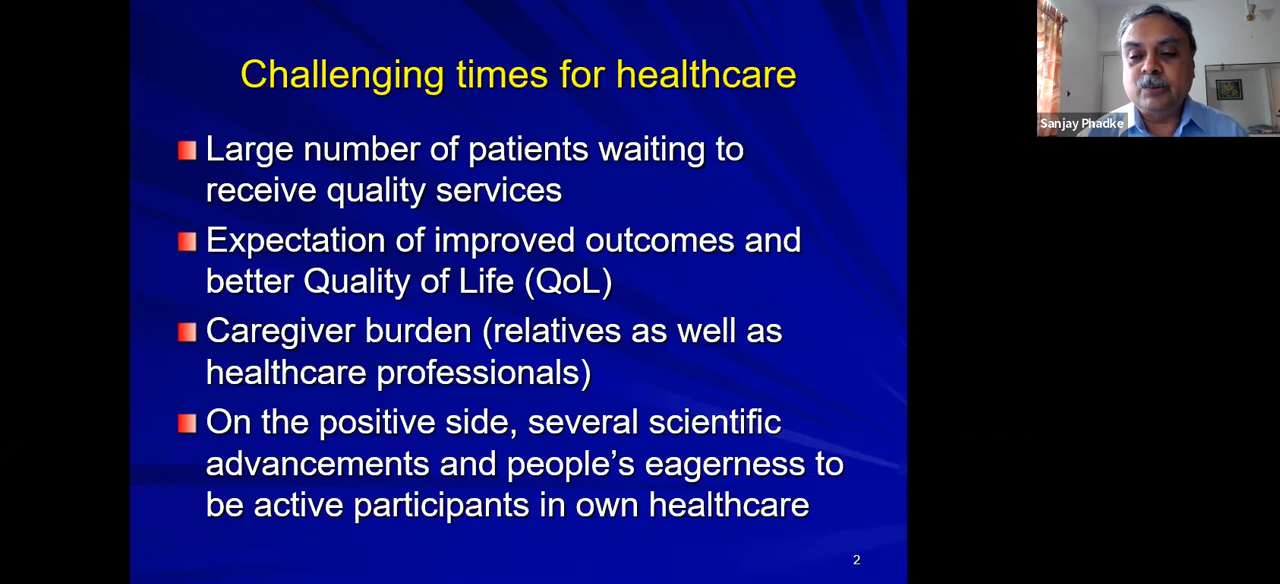 Challenging times for healthcare
Large number of patients waiting to
receive quality services
Expectation of improved outcomes and
better Quality of Life (QoL)
Caregiver burden (relatives as well as
healthcare professionals)
On the positive side, several scientific
advancements and people’s eagerness to
be active participants in own healthcare
2
Sanjay Phadke